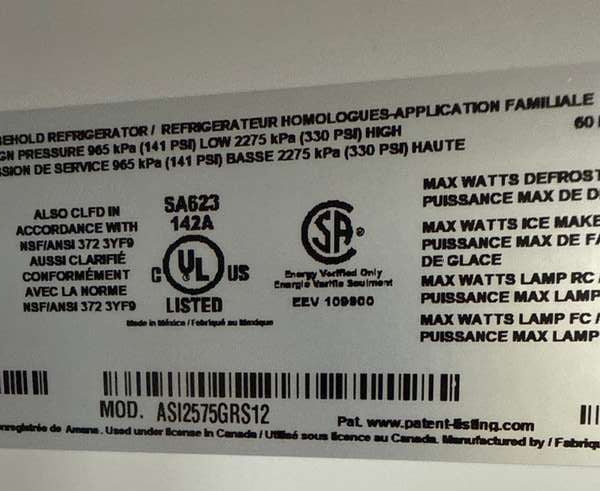 EHOLD REFRIGERATOR / REFRIGERATEUR HOMOLOGUES-APPLICATION FAMILIALE
GN PRESSURE 965 kPa (141 PSI) LOW 2275 kPa (330 PSI) HIGH
60
SSION DE SERVICE 965 kPa (141 PSI) BASSE 2275 kPa (330 PSI) HAUTE
ALSO CLFD IN
ACCORDANCE WITH
NSF/ANSI 372 3YF9
AUSSI CLARIFIÉ
CONFORMÉMENT
AVEC LA NORME
NSF/ANSI 372 3YF9
SA623
142A
C UL US
LISTED
Made in México / Fabriqué au Mexique
SA ®
Energy Verified Only
Energie Vérifie Seulment
EEV 109900
MAX WATTS DEFROST
PUISSANCE MAX DE D
MAX WATTS ICE MAKE
PUISSANCE MAX DE FA
DE GLACE
MAX WATTS LAMP RC /
PUISSANCE MAX LAMP
MAX WATTS LAMP FC /
PUISSANCE MAX LAMP
MOD. ASI2575GRS12
Pat. www.patent-listing.com
enregistrée de Amana. Used under license in Canada / Utilisé sous licence au Canada. Manufactured by / Fabriqu